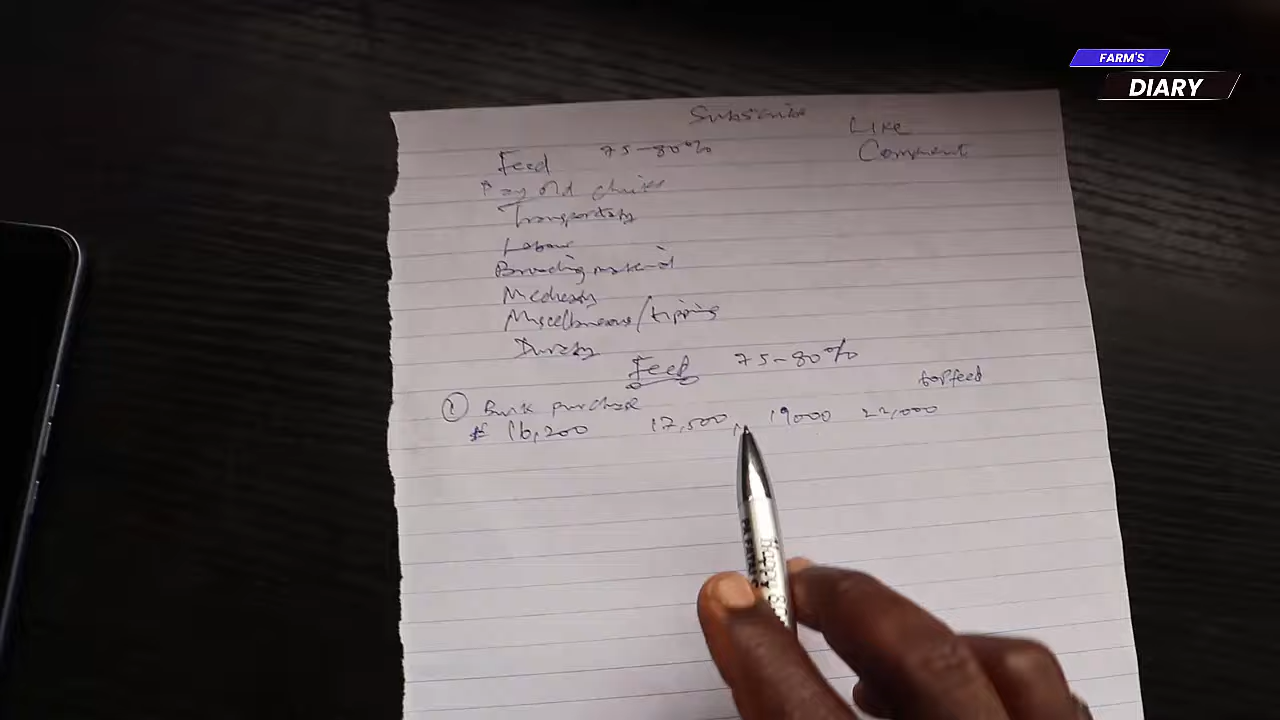 FARM'S
DIARY
Subscribe
Like
Comment
Feed 75-80%
Day old chicks
Transportation
Labour
Brooding material
Medication
Miscellaneous/tipping
Feed 75-80%
topfeed
① Bulk purchase
₦ 16,200 17,500, 19000 22,000